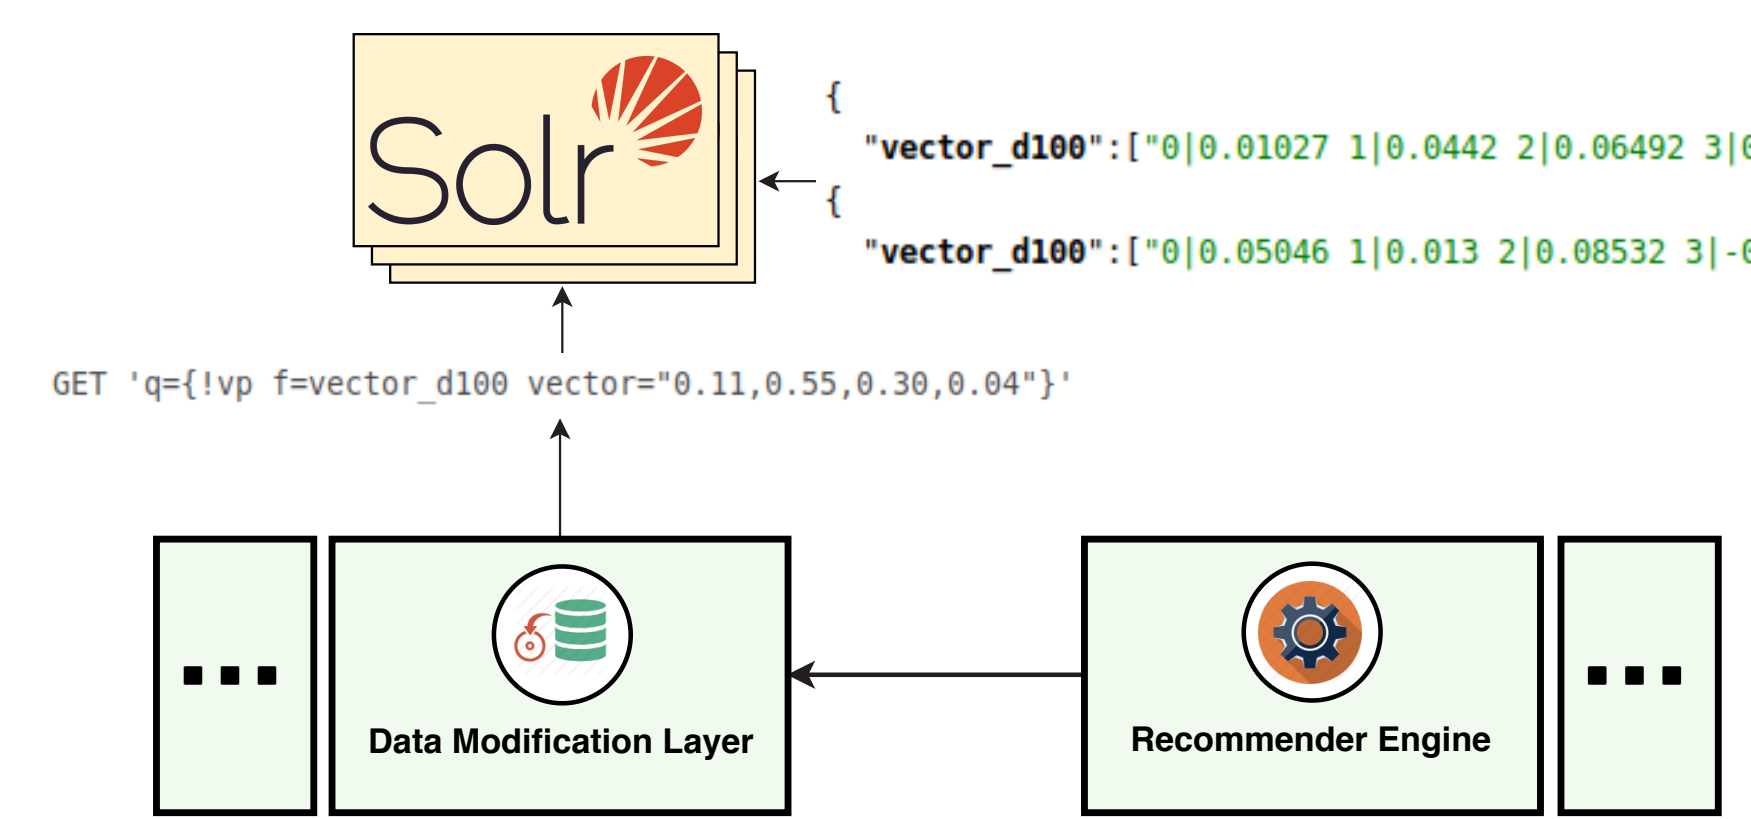 Solr
{
"vector_d100":["0|0.01027 1|0.0442 2|0.06492 3|0
{
"vector_d100":["0|0.05046 1|0.013 2|0.08532 3|-0
GET 'q={!vp f=vector_d100 vector="0.11,0.55,0.30,0.04"}'
Data Modification Layer
Recommender Engine